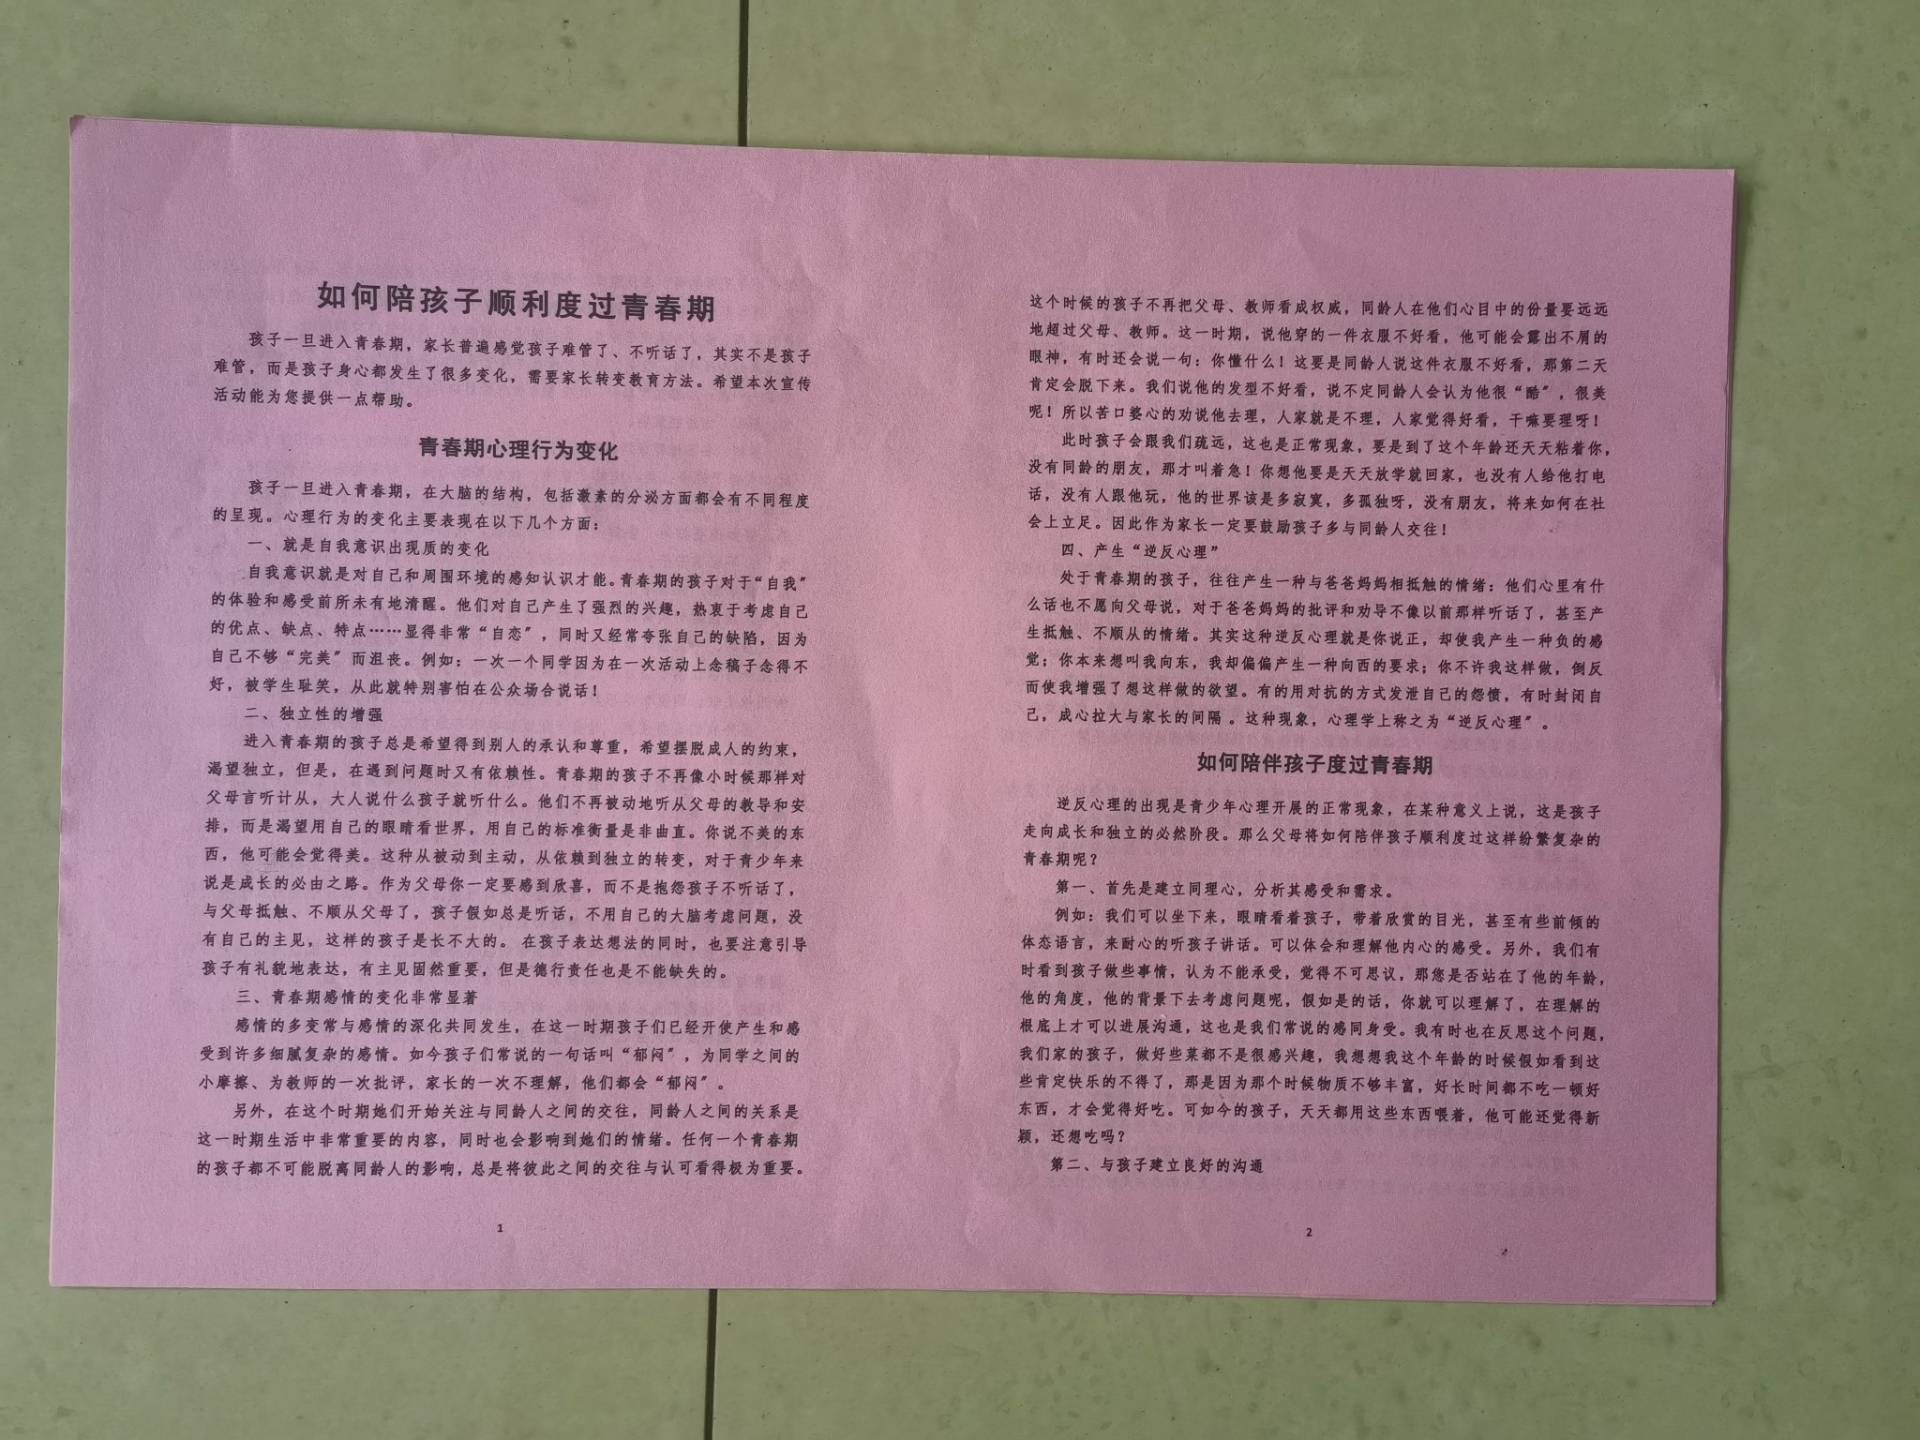 如何陪孩子顺利度过青春期
孩子一旦进入青春期，家长普遍感觉孩子难管了、不听话了，其实不是孩子
难管，而是孩子身心都发生了很多变化，需要家长转变教育方法。希望本次宣传
活动能为您提供一点帮助。
青春期心理行为变化
孩子一旦进入青春期，在大脑的结构，包括激素的分泌方面都会有不同程度
的呈现。心理行为的变化主要表现在以下几个方面：
一、就是自我意识出现质的变化
自我意识就是对自己和周围环境的感知认识才能。青春期的孩子对于“自我”
的体验和感受前所未有地清醒。他们对自己产生了强烈的兴趣，热衷于考虑自己
的优点、缺点、特点……显得非常“自恋”，同时又经常夸张自己的缺陷，因为
自己不够“完美”而沮丧。例如：一次一个同学因为在一次活动上念稿子念得不
好，被学生耻笑，从此就特别害怕在公众场合说话！
二、独立性的增强
进入青春期的孩子总是希望得到别人的承认和尊重，希望摆脱成人的约束，
渴望独立，但是，在遇到问题时又有依赖性。青春期的孩子不再像小时候那样对
父母言听计从，大人说什么孩子就听什么。他们不再被动地听从父母的教导和安
排，而是渴望用自己的眼睛看世界，用自己的标准衡量是非曲直。你说不美的东
西，他可能会觉得美。这种从被动到主动，从依赖到独立的转变，对于青少年来
说是成长的必由之路。作为父母你一定要感到欣喜，而不是抱怨孩子不听话了，
与父母抵触、不顺从父母了，孩子假如总是听话，不用自己的大脑考虑问题，没
有自己的主见，这样的孩子是长不大的。 在孩子表达想法的同时，也要注意引导
孩子有礼貌地表达，有主见固然重要，但是德行责任也是不能缺失的。
三、青春期感情的变化非常显著
感情的多变常与感情的深化共同发生，在这一时期孩子们已经开使产生和感
受到许多细腻复杂的感情。如今孩子们常说的一句话叫“郁闷”，为同学之间的
小摩擦、为教师的一次批评，家长的一次不理解，他们都会“郁闷”。
另外，在这个时期她们开始关注与同龄人之间的交往，同龄人之间的关系是
这一时期生活中非常重要的内容，同时也会影响到她们的情绪。任何一个青春期
的孩子都不可能脱离同龄人的影响，总是将彼此之间的交往与认可看得极为重要。
1
这个时候的孩子不再把父母、教师看成权威，同龄人在他们心目中的份量要远远
地超过父母、教师。这一时期，说他穿的一件衣服不好看，他可能会露出不屑的
眼神，有时还会说一句：你懂什么！这要是同龄人说这件衣服不好看，那第二天
肯定会脱下来。我们说他的发型不好看，说不定同龄人会认为他很“酷”，很美
呢！所以苦口婆心的劝说他去理，人家就是不理，人家觉得好看，干嘛要理呀！
此时孩子会跟我们疏远，这也是正常现象，要是到了这个年龄还天天粘着你，
没有同龄的朋友，那才叫着急！你想他要是天天放学就回家，也没有人给他打电
话，没有人跟他玩，他的世界该是多寂寞，多孤独呀，没有朋友，将来如何在社
会上立足。因此作为家长一定要鼓励孩子多与同龄人交往！
四、产生“逆反心理”
处于青春期的孩子，往往产生一种与爸爸妈妈相抵触的情绪：他们心里有什
么话也不愿向父母说，对于爸爸妈妈的批评和劝导不像以前那样听话了，甚至产
生抵触、不顺从的情绪。其实这种逆反心理就是你说正，却使我产生一种负的感
觉；你本来想叫我向东，我却偏偏产生一种向西的要求；你不许我这样做，倒反
而使我增强了想这样做的欲望。有的用对抗的方式发泄自己的怨愤，有时封闭自
己，成心拉大与家长的间隔 。这种现象，心理学上称之为“逆反心理”。
如何陪伴孩子度过青春期
逆反心理的出现是青少年心理开展的正常现象，在某种意义上说，这是孩子
走向成长和独立的必然阶段。那么父母将如何陪伴孩子顺利度过这样纷繁复杂的
青春期呢？
第一、首先是建立同理心，分析其感受和需求。
例如：我们可以坐下来，眼睛看着孩子，带着欣赏的目光，甚至有些前倾的
体态语言，来耐心的听孩子讲话。可以体会和理解他内心的感受。另外，我们有
时看到孩子做些事情，认为不能承受，觉得不可思议，那您是否站在了他的年龄，
他的角度，他的背景下去考虑问题呢，假如是的话，你就可以理解了，在理解的
根底上才可以进展沟通，这也是我们常说的感同身受。我有时也在反思这个问题，
我们家的孩子，做好些菜都不是很感兴趣，我想想我这个年龄的时候假如看到这
些肯定快乐的不得了，那是因为那个时候物质不够丰富，好长时间都不吃一顿好
东西，才会觉得好吃。可如今的孩子，天天都用这些东西喂着，他可能还觉得新
颖，还想吃吗？
第二、与孩子建立良好的沟通
2